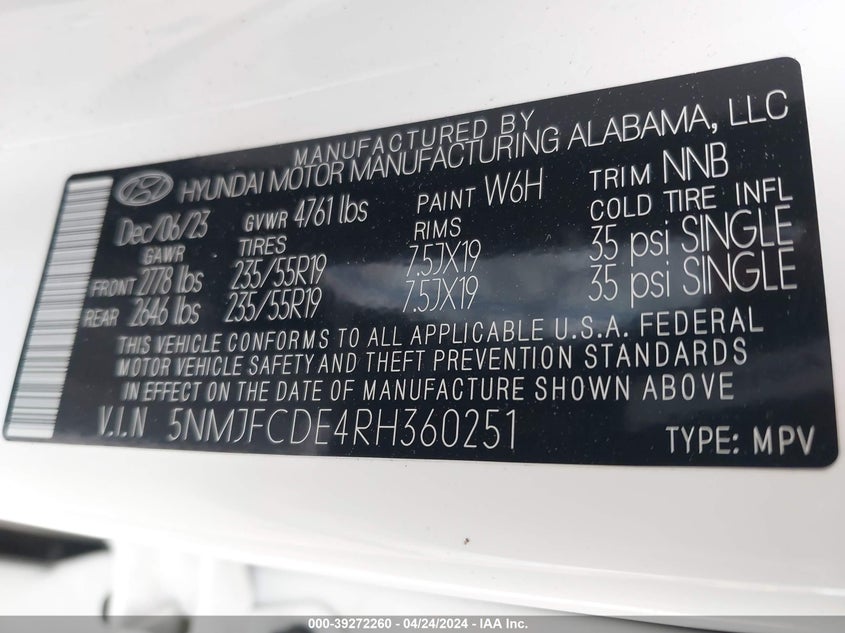 MANUFACTURED BY
HYUNDAI MOTOR MANUFACTURING ALABAMA, LLC
Dec/06/23 GVWR 4761 lbs PAINT W6H TRIM NNB
GAWR TIRES RIMS COLD TIRE INFL
FRONT 2778 lbs 235/55R19 7.5JX19 35 psi SINGLE
REAR 2646 lbs 235/55R19 7.5JX19 35 psi SINGLE
THIS VEHICLE CONFORMS TO ALL APPLICABLE U.S.A. FEDERAL
MOTOR VEHICLE SAFETY AND THEFT PREVENTION STANDARDS
IN EFFECT ON THE DATE OF MANUFACTURE SHOWN ABOVE
V.I.N 5NMJFCDE4RH360251 TYPE: MPV
000-39272260 - 04/24/2024 - IAA Inc.